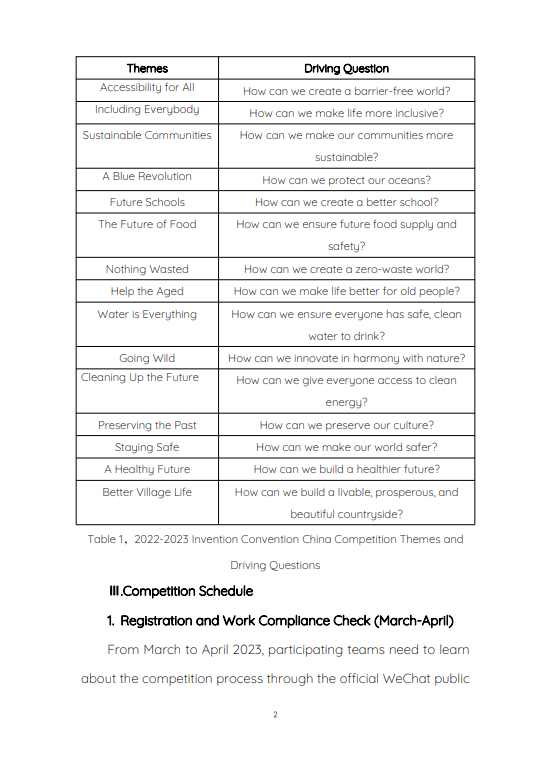 Themes Driving Question
Accessibility for All How can we create a barrier-free world?
Including Everybody How can we make life more inclusive?
Sustainable Communities How can we make our communities more
sustainable?
A Blue Revolution How can we protect our oceans?
Future Schools How can we create a better school?
The Future of Food How can we ensure future food supply and
safety?
Nothing Wasted How can we create a zero-waste world?
Help the Aged How can we make life better for old people?
Water is Everything How can we ensure everyone has safe, clean
water to drink?
Going Wild How can we innovate in harmony with nature?
Cleaning Up the Future How can we give everyone access to clean
energy?
Preserving the Past How can we preserve our culture?
Staying Safe How can we make our world safer?
A Healthy Future How can we build a healthier future?
Better Village Life How can we build a livable, prosperous, and
beautiful countryside?
Table 1、2022-2023 Invention Convention China Competition Themes and
Driving Questions
III.Competition Schedule
1. Registration and Work Compliance Check (March-April)
From March to April 2023, participating teams need to learn
about the competition process through the official WeChat public
2